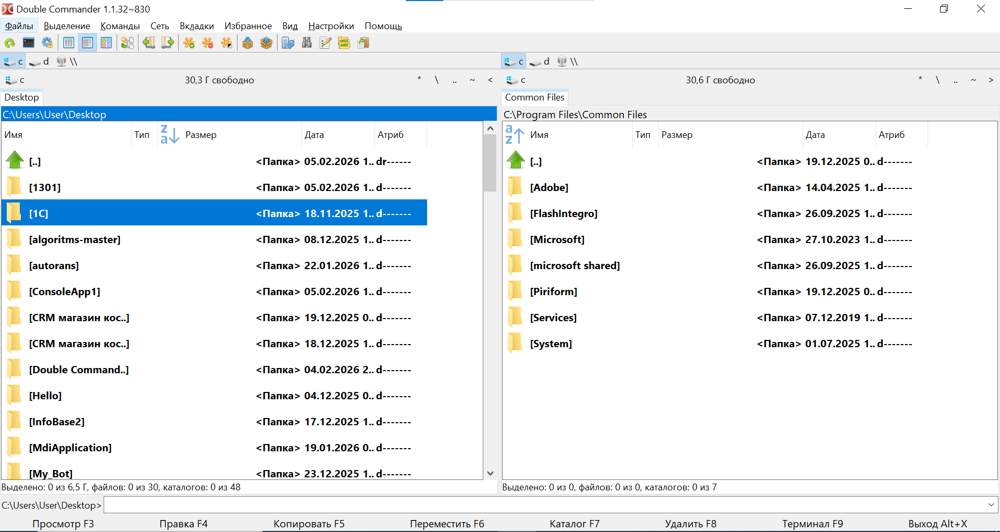 Double Commander 1.1.32~830
Файлы Выделение Команды Сеть Вкладки Избранное Вид Настройки Помощь
c d \\ c d \\
c 30,3 Г свободно * \ .. ~ < c 30,6 Г свободно * \ .. ~ >
Desktop Common Files
C:\Users\User\Desktop C:\Program Files\Common Files
Имя Тип Размер Дата Атриб Имя Тип Размер Дата Атриб
[..] <Папка> 05.02.2026 1.. dr------ [..] <Папка> 19.12.2025 0.. d-------
[1301] <Папка> 05.02.2026 1.. d------- [Adobe] <Папка> 14.04.2025 1.. d-------
[1C] <Папка> 18.11.2025 1.. d------- [FlashIntegro] <Папка> 26.09.2025 1.. d-------
[algoritms-master] <Папка> 08.12.2025 1.. d------- [Microsoft] <Папка> 27.10.2023 1.. d-------
[autorans] <Папка> 22.01.2026 1.. d------- [microsoft shared] <Папка> 26.09.2025 1.. d-------
[ConsoleApp1] <Папка> 05.02.2026 1.. d------- [Piriform] <Папка> 19.12.2025 0.. d-------
[CRM магазин кос..] <Папка> 19.12.2025 0.. d------- [Services] <Папка> 07.12.2019 1.. d-------
[CRM магазин кос..] <Папка> 18.12.2025 1.. d------- [System] <Папка> 01.07.2025 1.. d-------
[Double Command..] <Папка> 04.02.2026 2.. d-------
[Hello] <Папка> 04.12.2025 0.. d-------
[InfoBase2] <Папка> 17.12.2025 1.. d-------
[MdiApplication] <Папка> 19.01.2026 0.. d-------
[My_Bot] <Папка> 23.12.2025 1.. d-------
Выделено: 0 из 6,5 Г, файлов: 0 из 30, каталогов: 0 из 48 Выделено: 0 из 0, файлов: 0 из 0, каталогов: 0 из 7
C:\Users\User\Desktop>
Просмотр F3 Правка F4 Копировать F5 Переместить F6 Каталог F7 Удалить F8 Терминал F9 Выход Alt+X